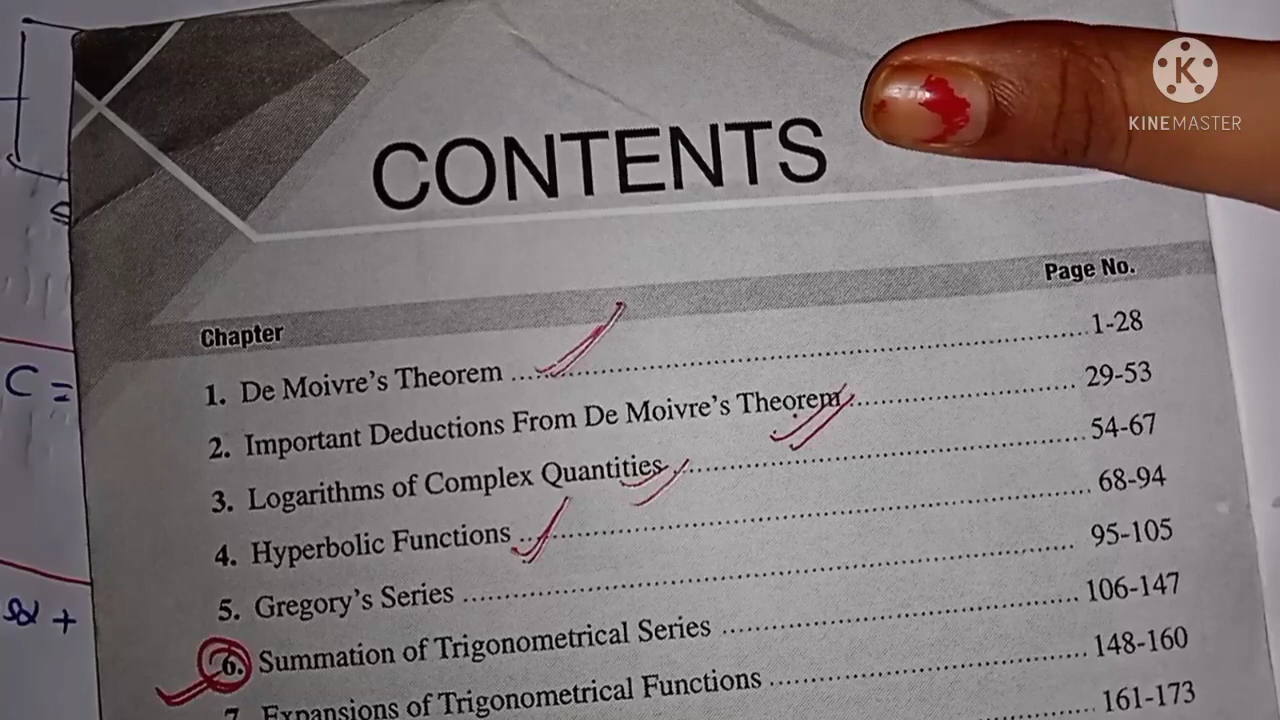 K
KINEMASTER
CONTENTS
Chapter Page No.
1. De Moivre's Theorem ........ 1-28
2. Important Deductions From De Moivre's Theorem ........ 29-53
3. Logarithms of Complex Quantities ........ 54-67
4. Hyperbolic Functions ........ 68-94
5. Gregory's Series ........ 95-105
6. Summation of Trigonometrical Series ........ 106-147
7. Expansions of Trigonometrical Functions ........ 148-160
161-173
C =